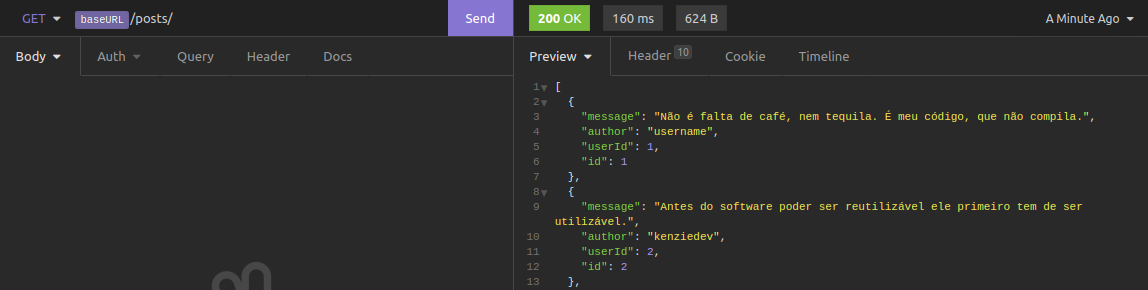 GET baseURL /posts/ Send 200 OK 160 ms 624 B A Minute Ago
Body Auth Query Header Docs Preview Header 10 Cookie Timeline
1 [
2 {
3 "message": "Não é falta de café, nem tequila. É meu código, que não compila.",
4 "author": "username",
5 "userId": 1,
6 "id": 1
7 },
8 {
9 "message": "Antes do software poder ser reutilizável ele primeiro tem de ser
utilizável.",
10 "author": "kenziedev",
11 "userId": 2,
12 "id": 2
13 },